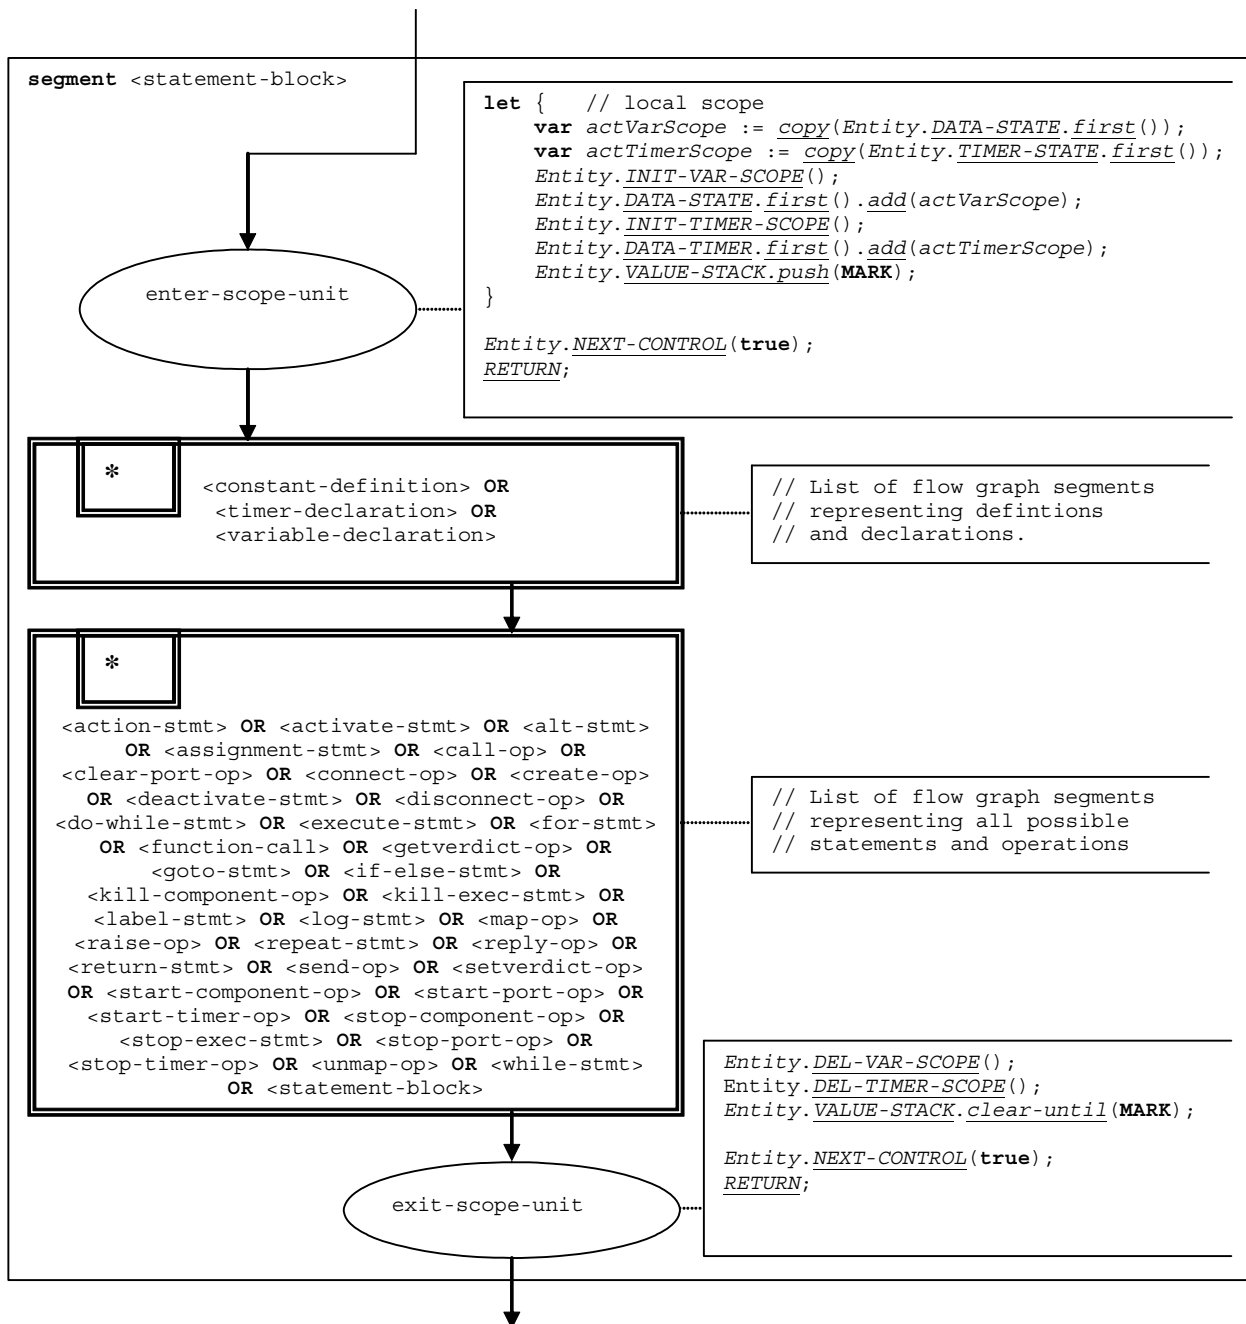 segment <statement-block>
let {   // local scope
    var actVarScope := copy(Entity.DATA-STATE.first());
    var actTimerScope := copy(Entity.TIMER-STATE.first());
    Entity.INIT-VAR-SCOPE();
    Entity.DATA-STATE.first().add(actVarScope);
    Entity.INIT-TIMER-SCOPE();
    Entity.DATA-TIMER.first().add(actTimerScope);
    Entity.VALUE-STACK.push(MARK);
}
Entity.NEXT-CONTROL(true);
RETURN;
enter-scope-unit
*
<constant-definition> OR
<timer-declaration> OR
<variable-declaration>
// List of flow graph segments
// representing defintions
// and declarations.
*
<action-stmt> OR <activate-stmt> OR <alt-stmt>
OR <assignment-stmt> OR <call-op> OR
<clear-port-op> OR <connect-op> OR <create-op>
OR <deactivate-stmt> OR <disconnect-op> OR
<do-while-stmt> OR <execute-stmt> OR <for-stmt>
OR <function-call> OR <getverdict-op> OR
<goto-stmt> OR <if-else-stmt> OR
<kill-component-op> OR <kill-exec-stmt> OR
<label-stmt> OR <log-stmt> OR <map-op> OR
<raise-op> OR <repeat-stmt> OR <reply-op> OR
<return-stmt> OR <send-op> OR <setverdict-op>
OR <start-component-op> OR <start-port-op> OR
<start-timer-op> OR <stop-component-op> OR
<stop-exec-stmt> OR <stop-port-op> OR
<stop-timer-op> OR <unmap-op> OR <while-stmt>
OR <statement-block>
// List of flow graph segments
// representing all possible
// statements and operations
Entity.DEL-VAR-SCOPE();
Entity.DEL-TIMER-SCOPE();
Entity.VALUE-STACK.clear-until(MARK);
Entity.NEXT-CONTROL(true);
RETURN;
exit-scope-unit